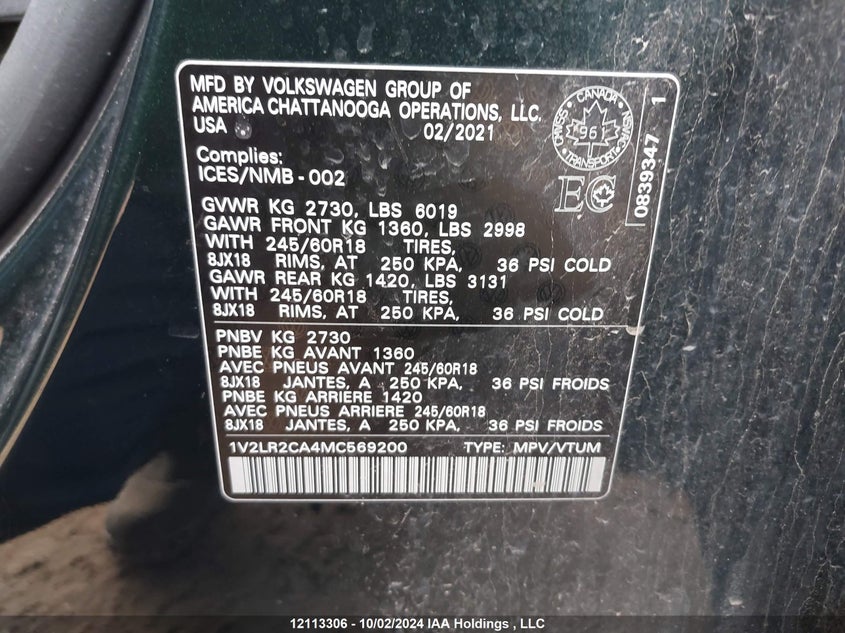 MFD BY VOLKSWAGEN GROUP OF
AMERICA CHATTANOOGA OPERATIONS, LLC.
USA 02/2021
CANADA
961
TRANSPORT
EC
0839347 1
Complies:
ICES/NMB-002
GVWR KG 2730, LBS 6019
GAWR FRONT KG 1360, LBS 2998
WITH 245/60R18 TIRES,
8JX18 RIMS, AT 250 KPA, 36 PSI COLD
GAWR REAR KG 1420, LBS 3131
WITH 245/60R18 TIRES,
8JX18 RIMS, AT 250 KPA, 36 PSI COLD
PNBV KG 2730
PNBE KG AVANT 1360
AVEC PNEUS AVANT 245/60R18
8JX18 JANTES, A 250 KPA, 36 PSI FROIDS
PNBE KG ARRIERE 1420
AVEC PNEUS ARRIERE 245/60R18
8JX18 JANTES, A 250 KPA, 36 PSI FROIDS
1V2LR2CA4MC569200 TYPE: MPV/VTUM
12113306 - 10/02/2024 IAA Holdings , LLC